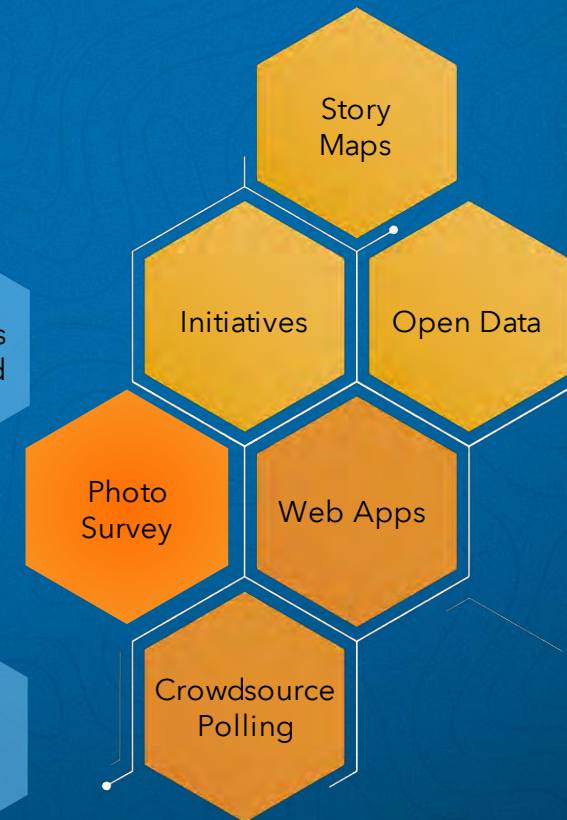 Story
Maps
Initiatives
Open Data
Photo
Survey
Web Apps
Crowdsource
Polling